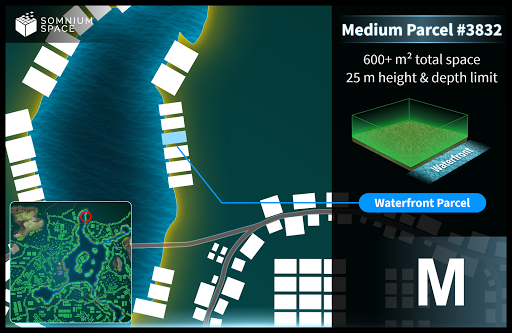 SOMNIUM
SPACE
Medium Parcel #3832
600+ m² total space
25 m height & depth limit
Waterfront
Waterfront Parcel
M